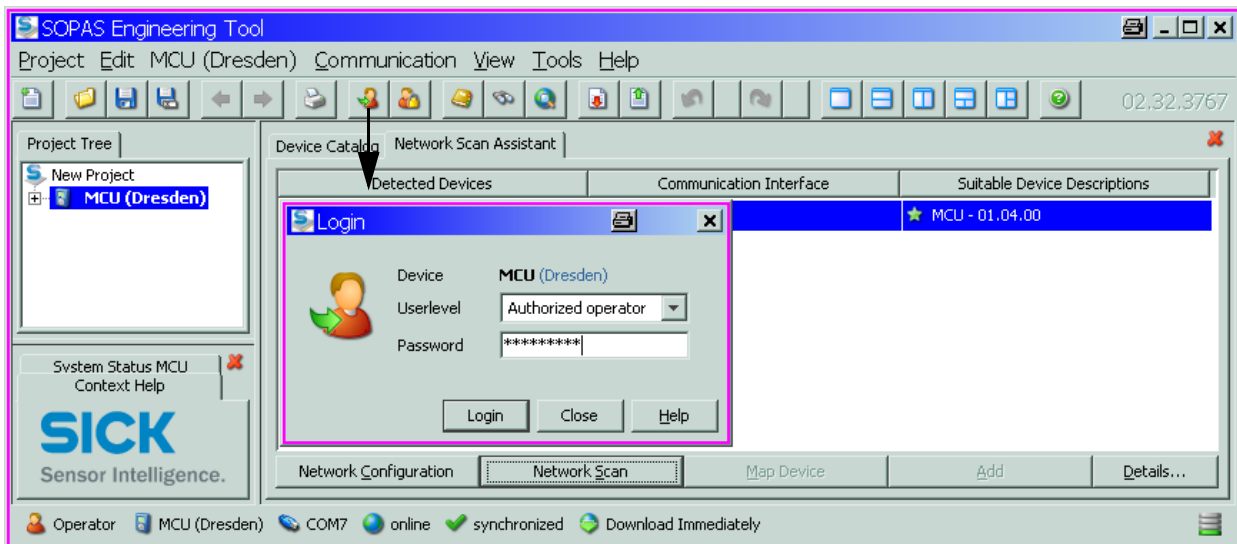 SOPAS Engineering Tool
Project Edit MCU (Dresden) Communication View Tools Help
02.32.3767
Project Tree
Device Catalog Network Scan Assistant
New Project
MCU (Dresden)
Detected Devices Communication Interface Suitable Device Descriptions
MCU - 01.04.00
Login
Device MCU (Dresden)
Userlevel Authorized operator
Password *********
Login Close Help
System Status MCU
Context Help
SICK
Sensor Intelligence.
Network Configuration Network Scan Map Device Add Details...
Operator MCU (Dresden) COM7 online synchronized Download Immediately